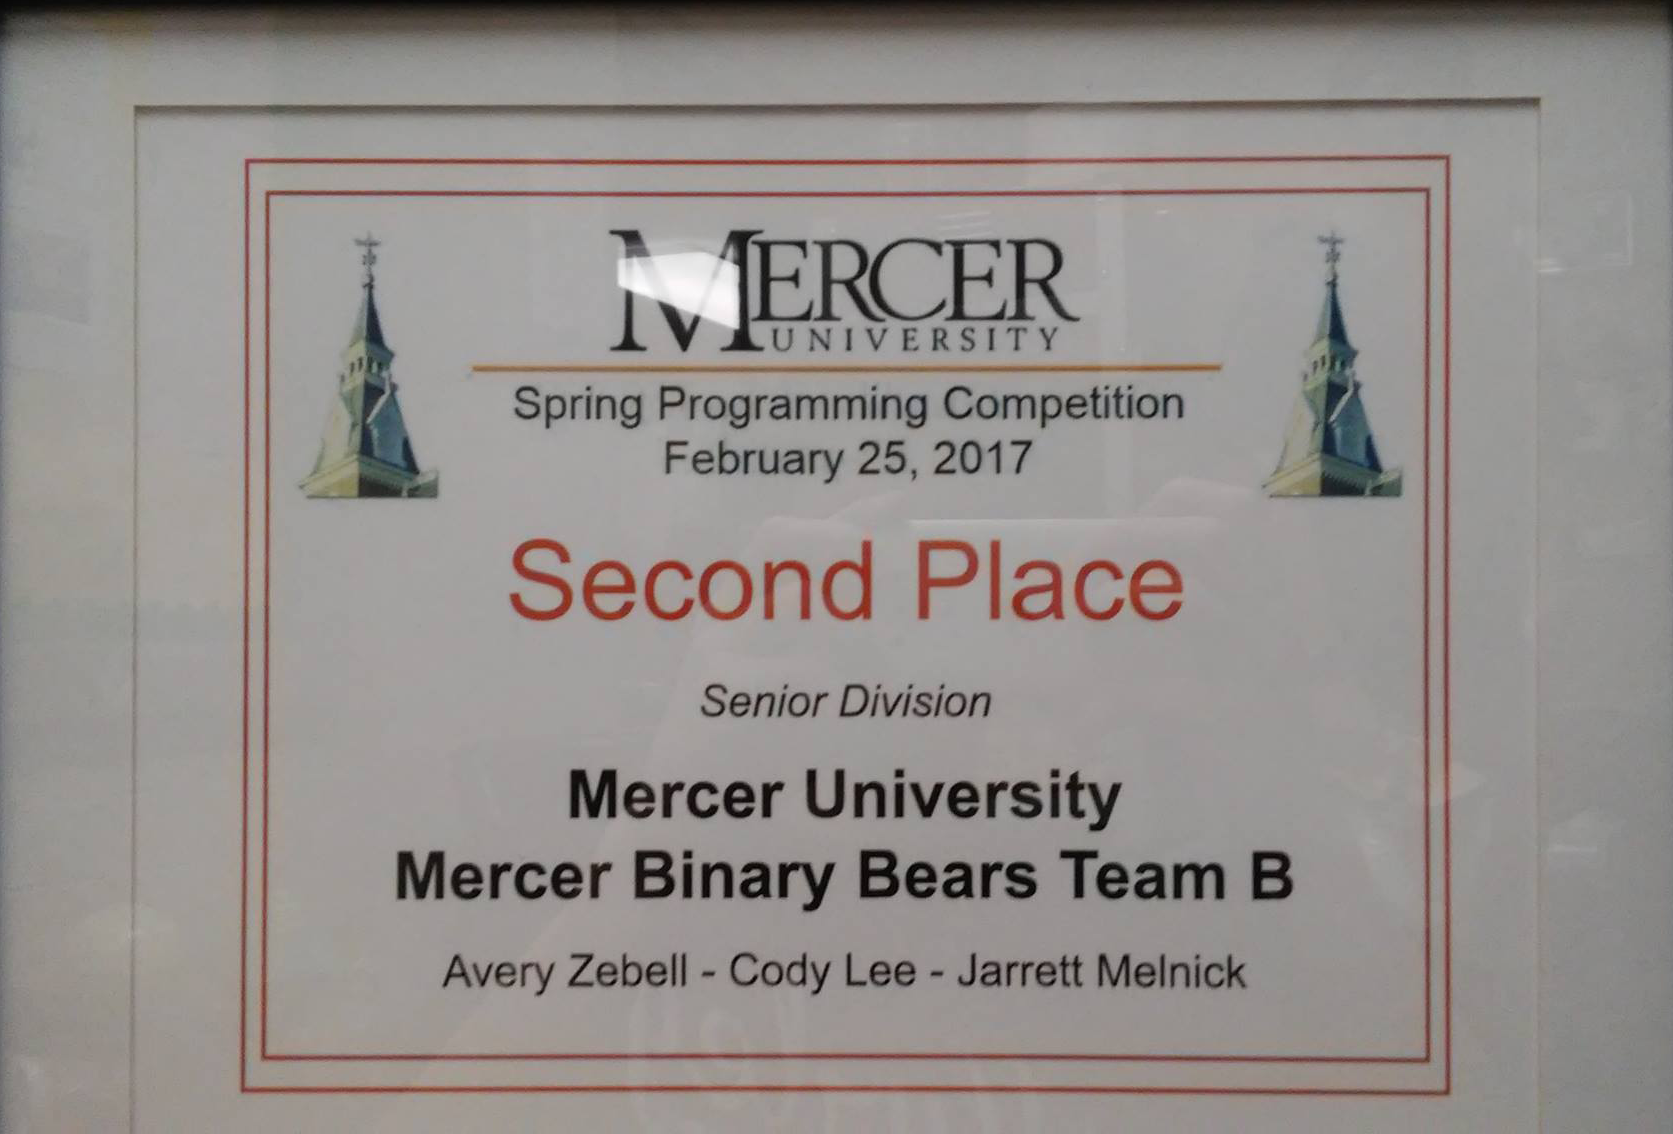 MERCER
UNIVERSITY
Spring Programming Competition
February 25, 2017
Second Place
Senior Division
Mercer University
Mercer Binary Bears Team B
Avery Zebell - Cody Lee - Jarrett Melnick